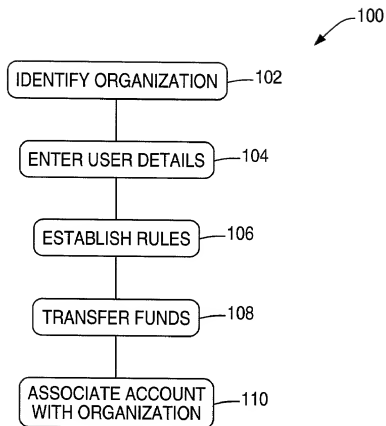 100
IDENTIFY ORGANIZATION 102
ENTER USER DETAILS 104
ESTABLISH RULES 106
TRANSFER FUNDS 108
ASSOCIATE ACCOUNT
WITH ORGANIZATION 110